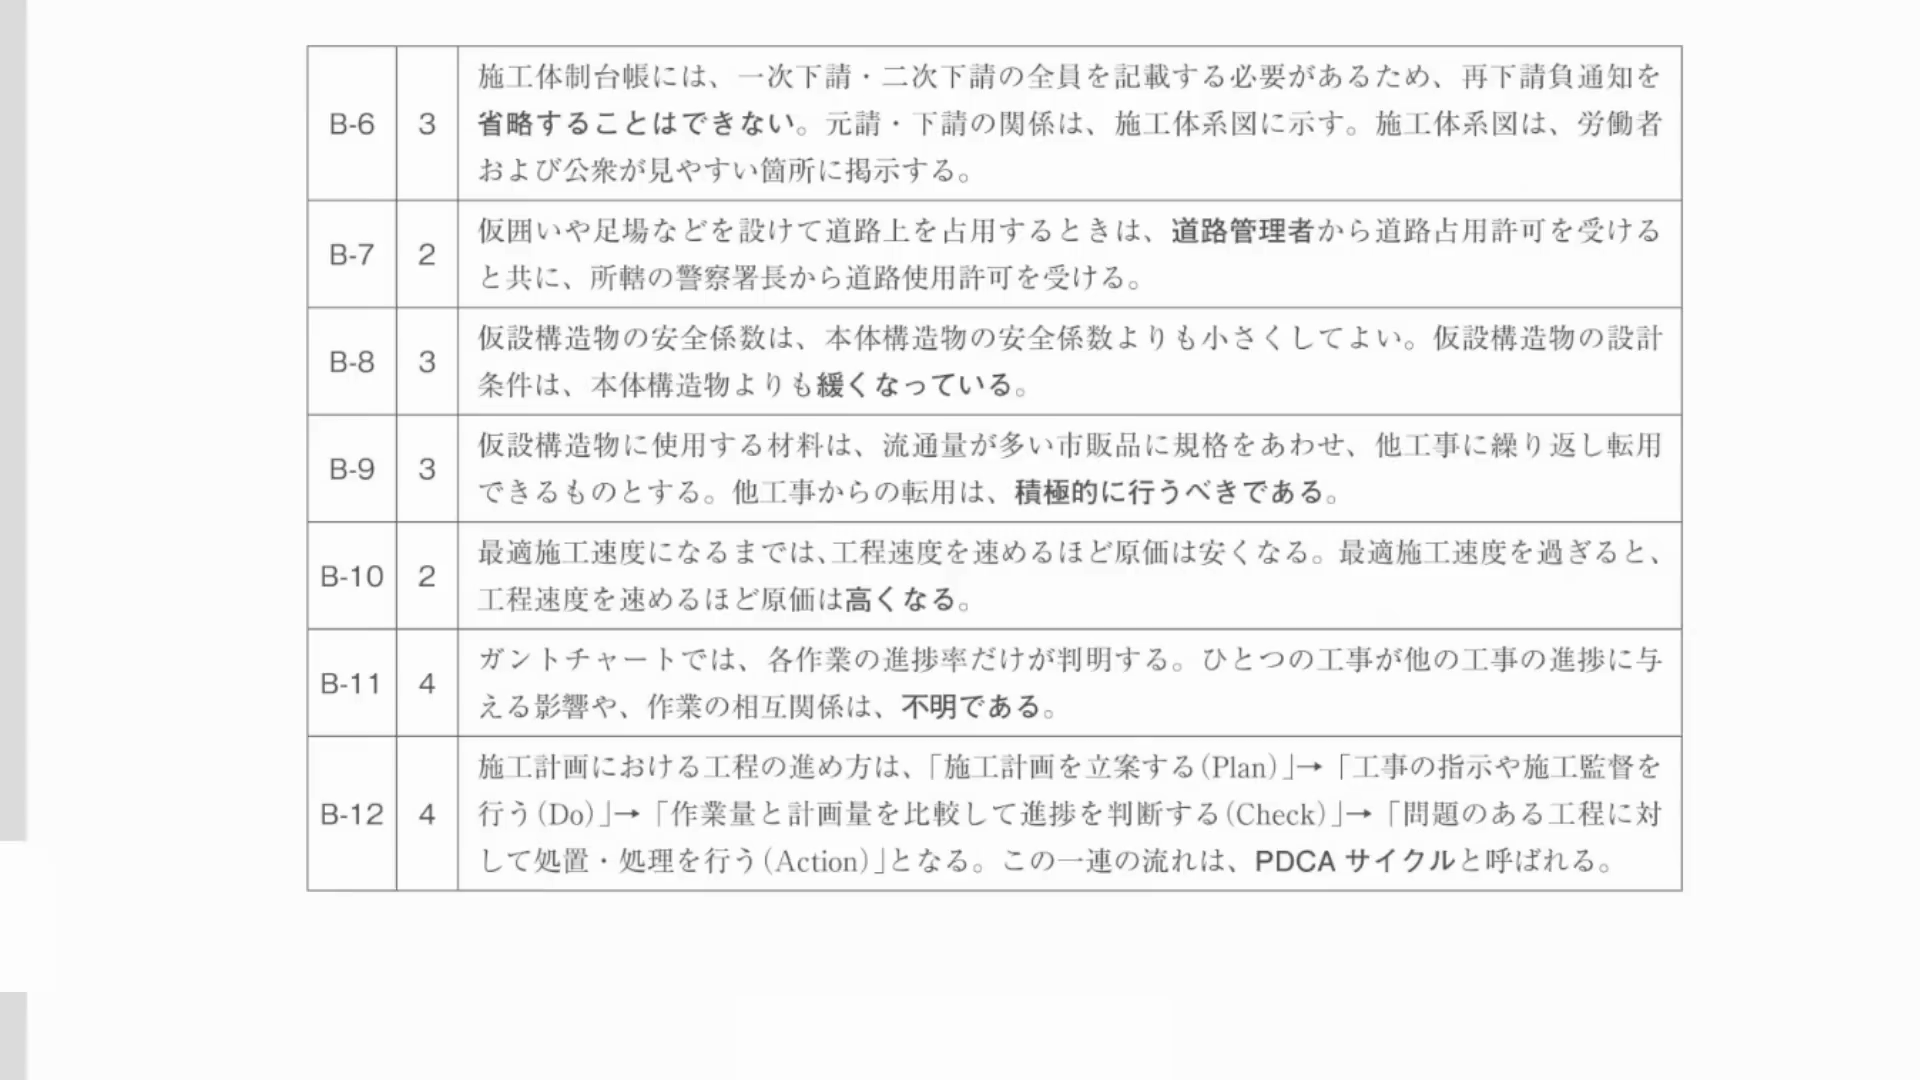 B-6 3 施工体制台帳には、一次下請・二次下請の全員を記載する必要があるため、再下請負通知を
省略することはできない。元請・下請の関係は、施工体系図に示す。施工体系図は、労働者
および公衆が見やすい箇所に掲示する。
B-7 2 仮囲いや足場などを設けて道路上を占用するときは、道路管理者から道路占用許可を受ける
と共に、所轄の警察署長から道路使用許可を受ける。
B-8 3 仮設構造物の安全係数は、本体構造物の安全係数よりも小さくしてよい。仮設構造物の設計
条件は、本体構造物よりも緩くなっている。
B-9 3 仮設構造物に使用する材料は、流通量が多い市販品に規格をあわせ、他工事に繰り返し転用
できるものとする。他工事からの転用は、積極的に行うべきである。
B-10 2 最適施工速度になるまでは、工程速度を速めるほど原価は安くなる。最適施工速度を過ぎると、
工程速度を速めるほど原価は高くなる。
B-11 4 ガントチャートでは、各作業の進捗率だけが判明する。ひとつの工事が他の工事の進捗に与
える影響や、作業の相互関係は、不明である。
B-12 4 施工計画における工程の進め方は、「施工計画を立案する(Plan)」→「工事の指示や施工監督を
行う(Do)」→「作業量と計画量を比較して進捗を判断する(Check)」→「問題のある工程に対
して処置・処理を行う(Action)」となる。この一連の流れは、PDCA サイクルと呼ばれる。